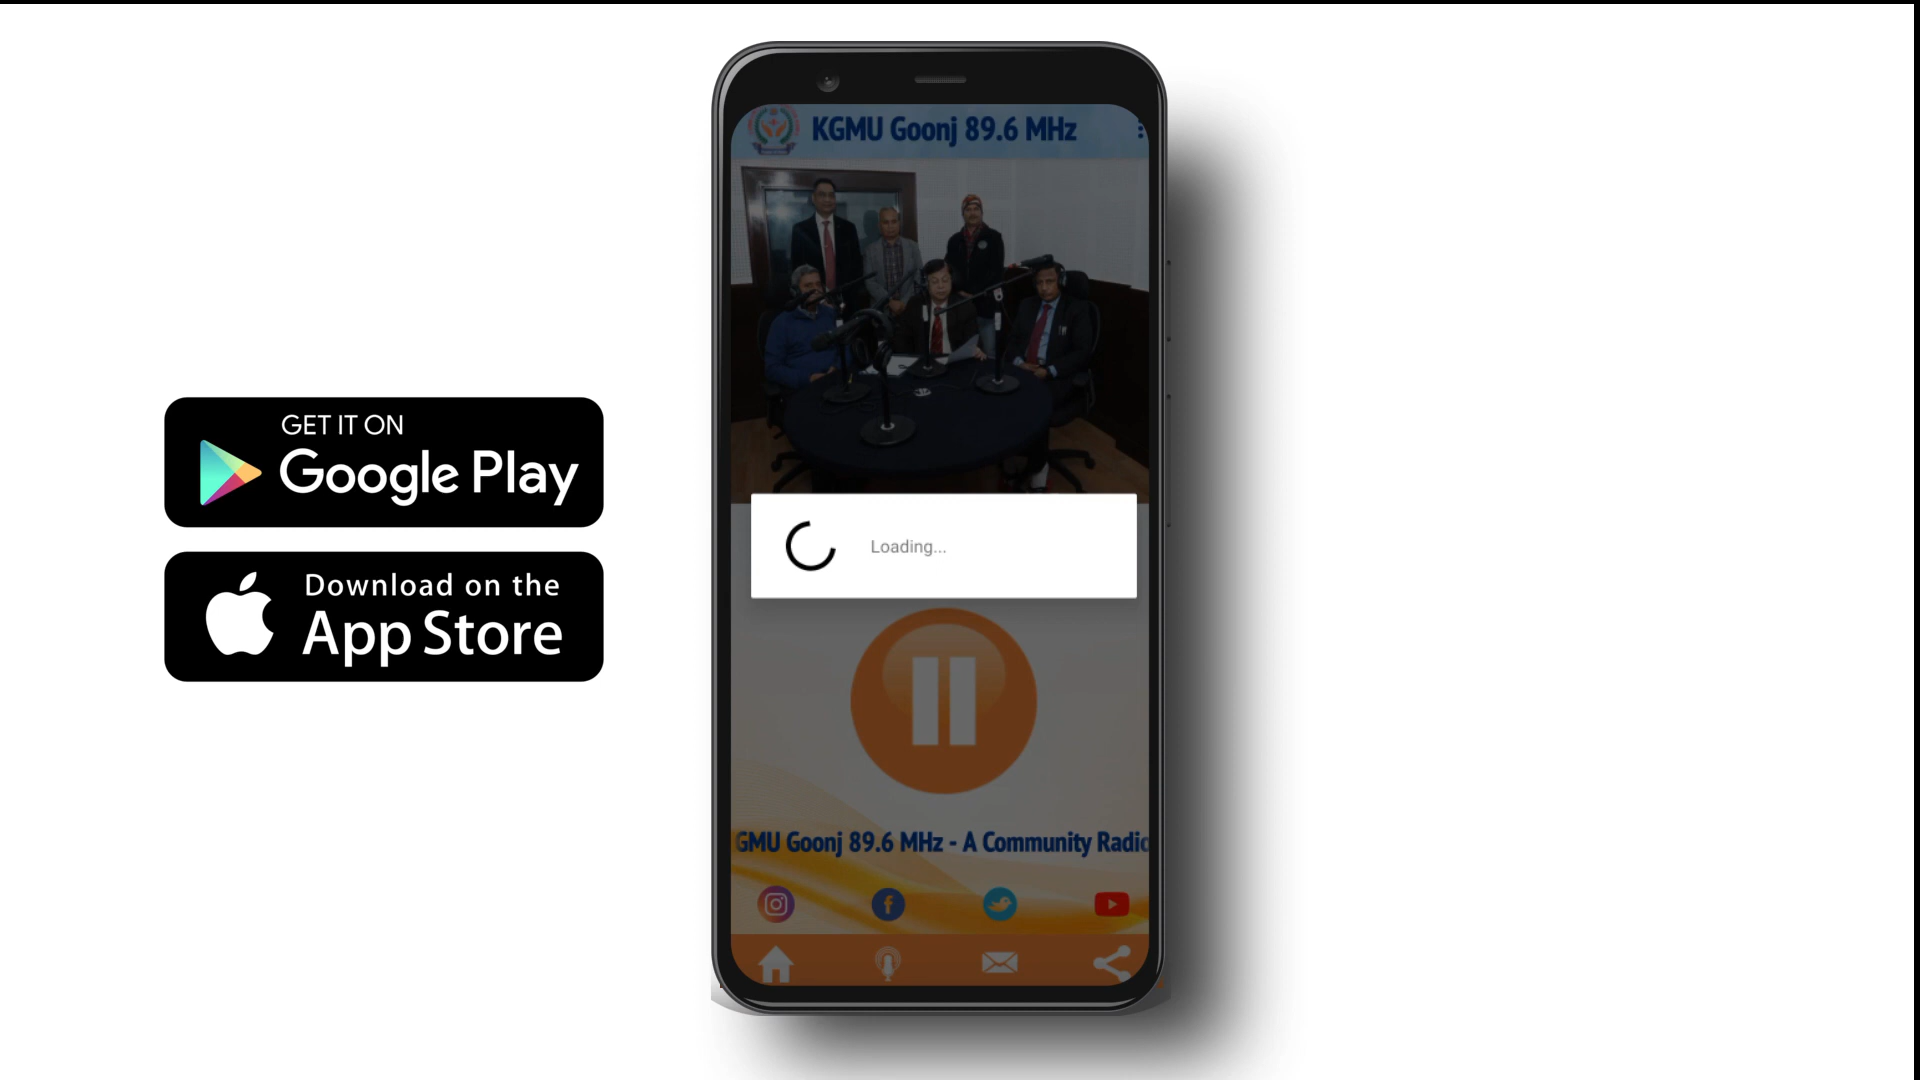 KGMU Goonj 89.6 MHz
GET IT ON
Google Play
Loading...
Download on the
App Store
GMU Goonj 89.6 MHz - A Community Radio